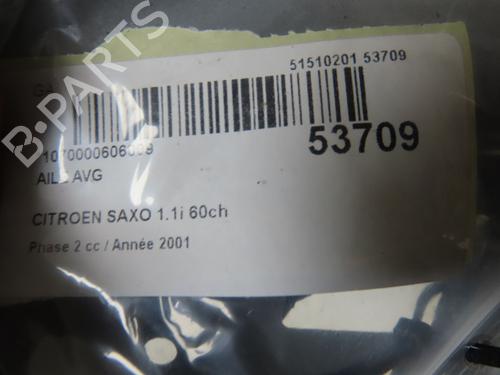 51510201 53709
53709
AILE AVG
CITROEN SAXO 1.1i 60ch
Phase 2 cc / Année 2001
B-PARTS